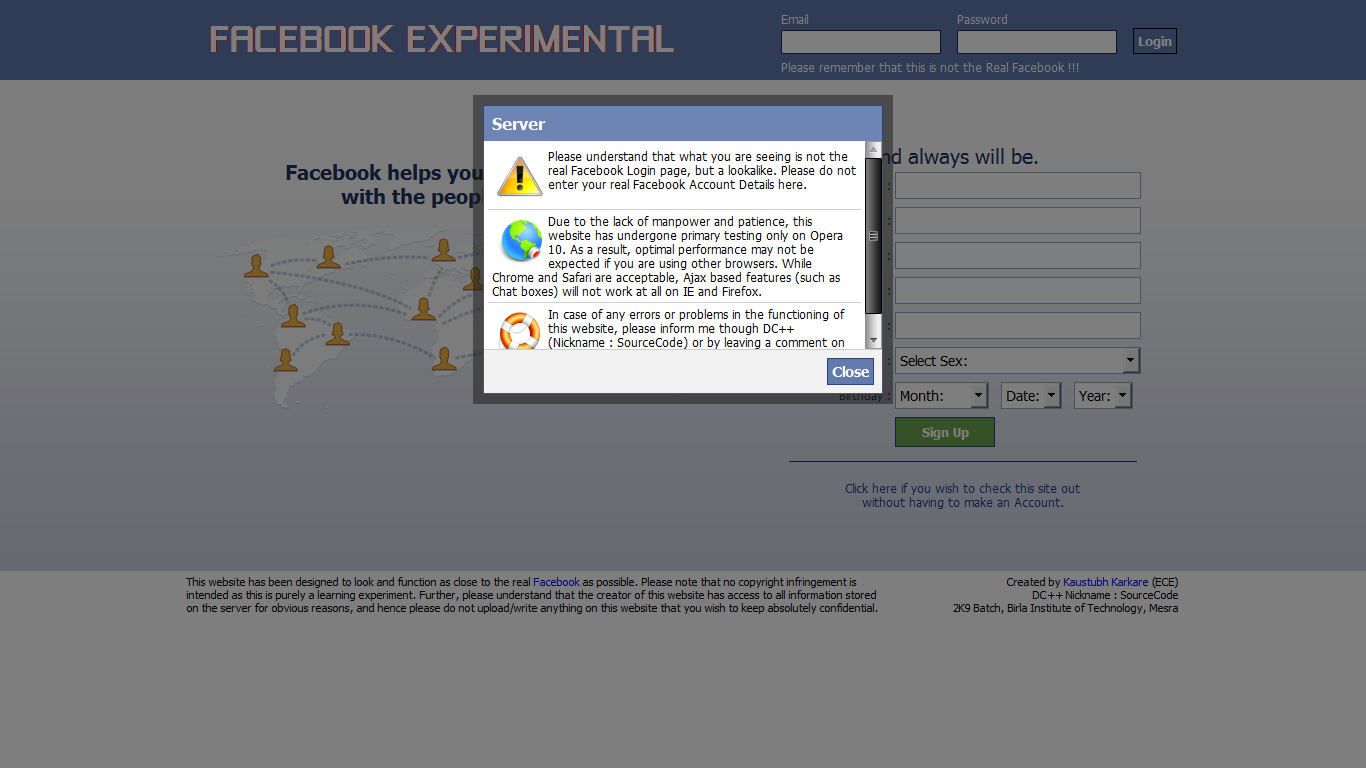 FACEBOOK EXPERIMENTAL
Email
Password
Login
Please remember that this is not the Real Facebook !!!
Server
Please understand that what you are seeing is not the
real Facebook Login page, but a lookalike. Please do not
enter your real Facebook Account Details here.
Due to the lack of manpower and patience, this
website has undergone primary testing only on Opera
10. As a result, optimal performance may not be
expected if you are using other browsers. While
Chrome and Safari are acceptable, Ajax based features (such as
Chat boxes) will not work at all on IE and Firefox.
In case of any errors or problems in the functioning of
this website, please inform me though DC++
(Nickname : SourceCode) or by leaving a comment on
Close
Facebook helps you
with the
always will be.
:
:
:
:
:
Select Sex:
Birthday :
Month:
Date:
Year:
Sign Up
Click here if you wish to check this site out
without having to make an Account.
This website has been designed to look and function as close to the real Facebook as possible. Please note that no copyright infringement is
intended as this is purely a learning experiment. Further, please understand that the creator of this website has access to all information stored
on the server for obvious reasons, and hence please do not upload/write anything on this website that you wish to keep absolutely confidential.
Created by Kaustubh Karkare (ECE)
DC++ Nickname : SourceCode
2K9 Batch, Birla Institute of Technology, Mesra